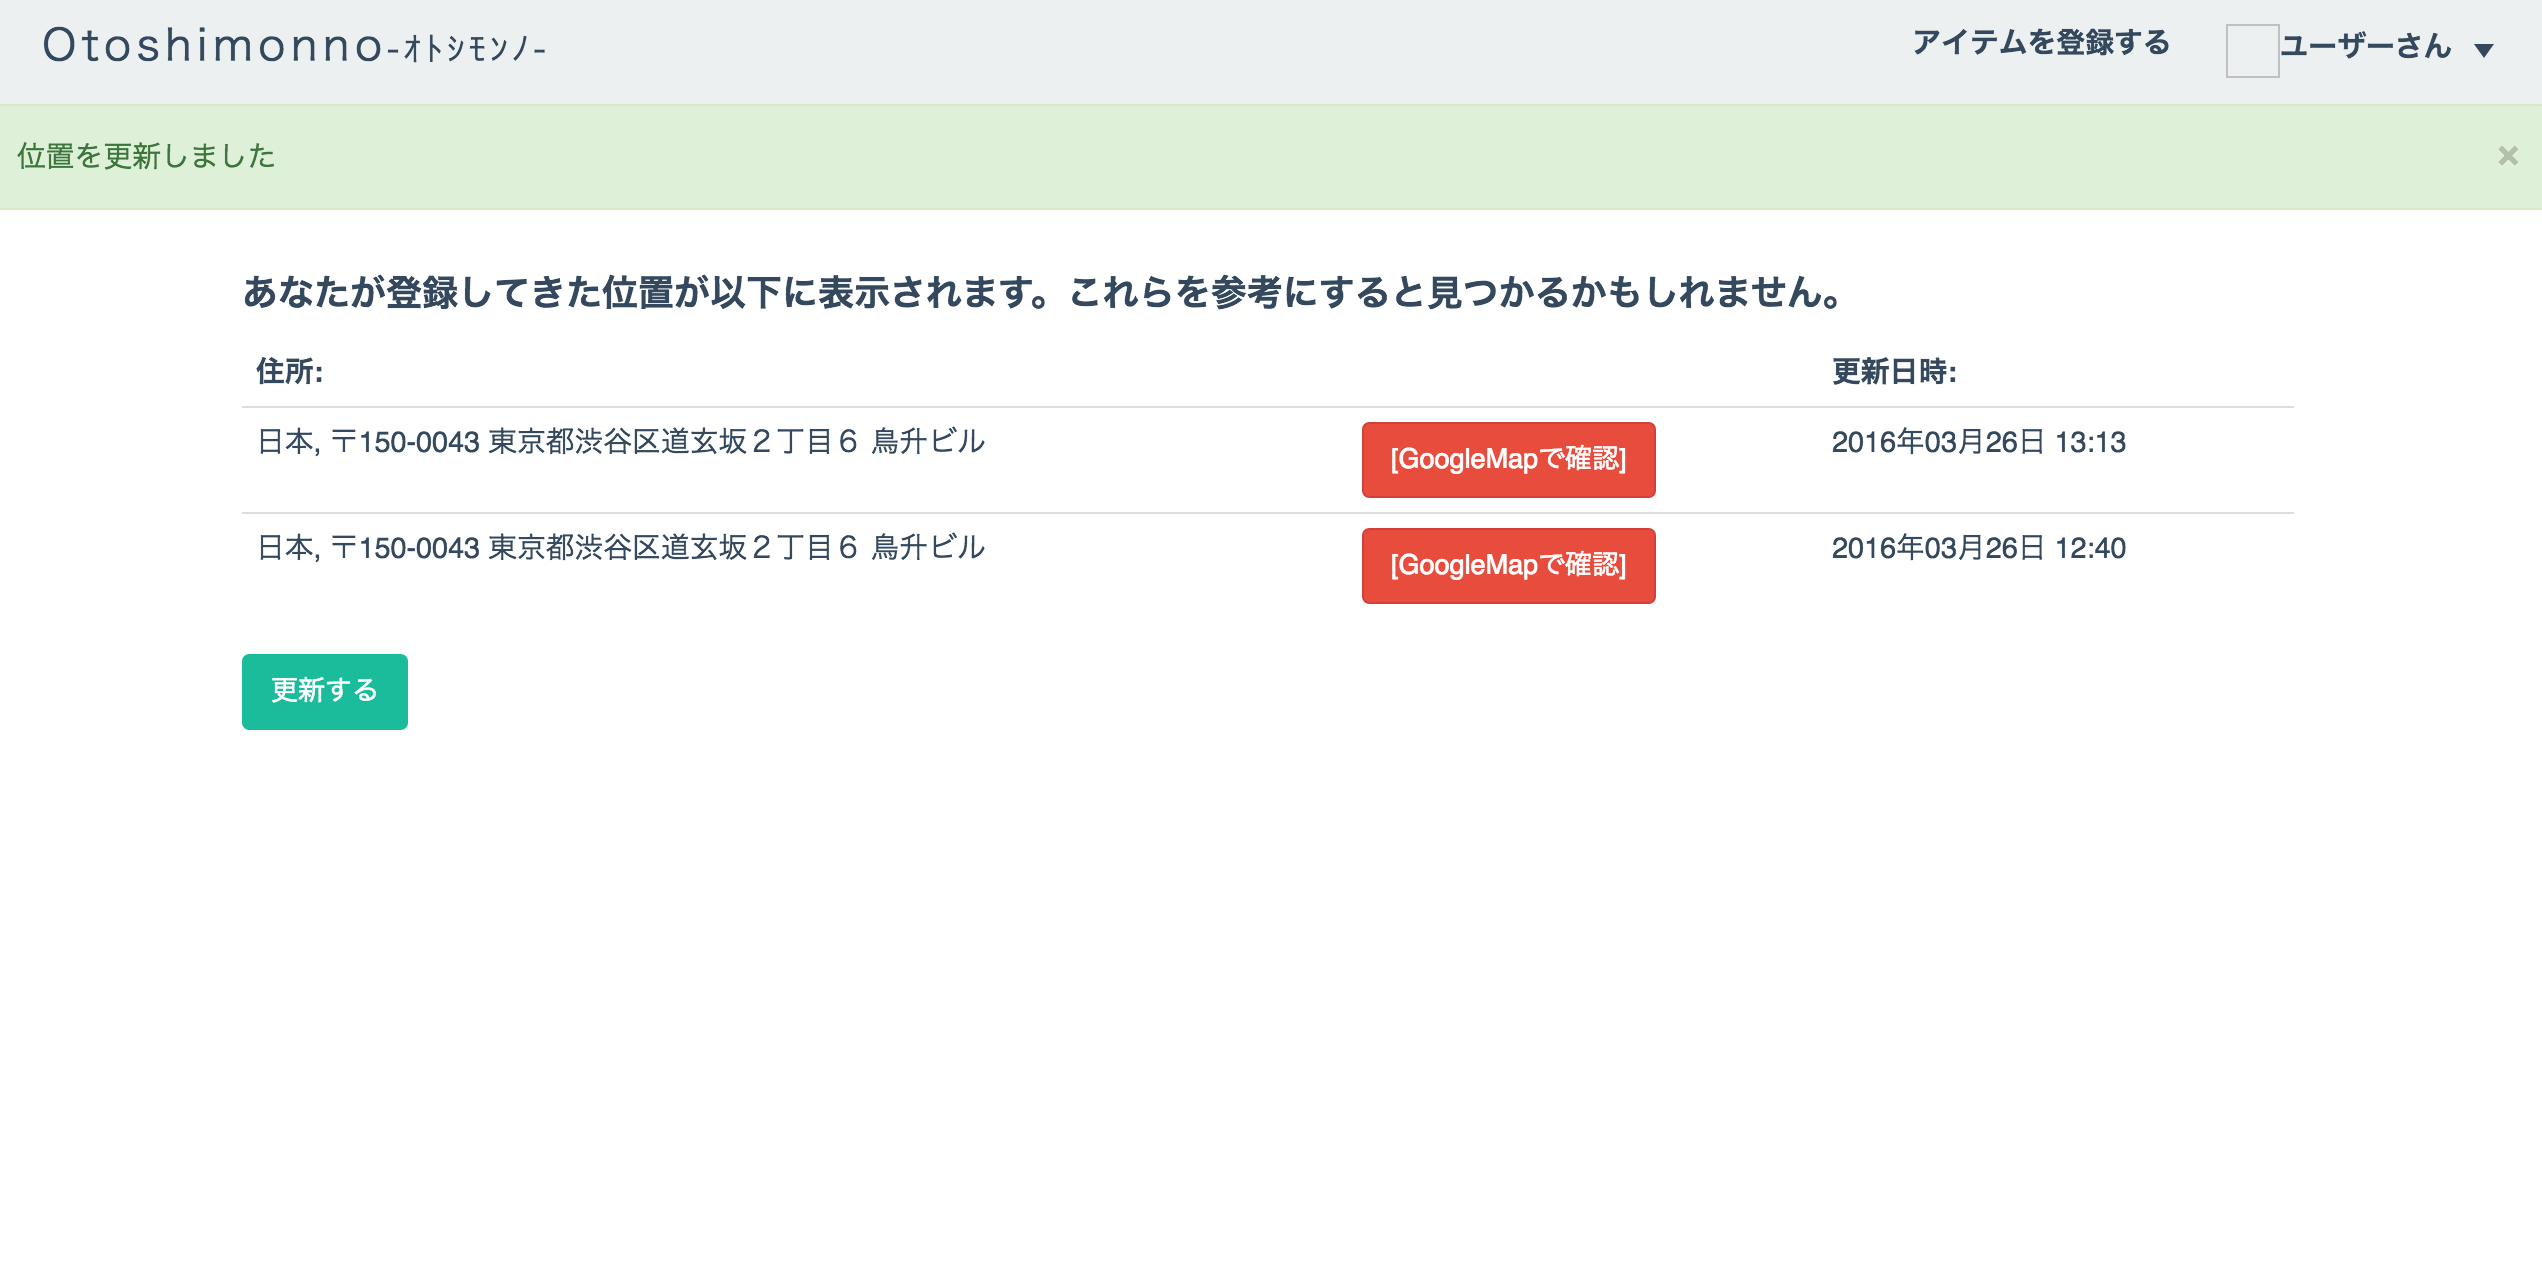 Otoshimonno-ｵﾄｼﾓﾝﾉ-
アイテムを登録する
ユーザーさん ▼
位置を更新しました
×
あなたが登録してきた位置が以下に表示されます。これらを参考にすると見つかるかもしれません。
住所: 更新日時:
日本, 〒150-0043 東京都渋谷区道玄坂２丁目６ 鳥升ビル [GoogleMapで確認] 2016年03月26日 13:13
日本, 〒150-0043 東京都渋谷区道玄坂２丁目６ 鳥升ビル [GoogleMapで確認] 2016年03月26日 12:40
更新する